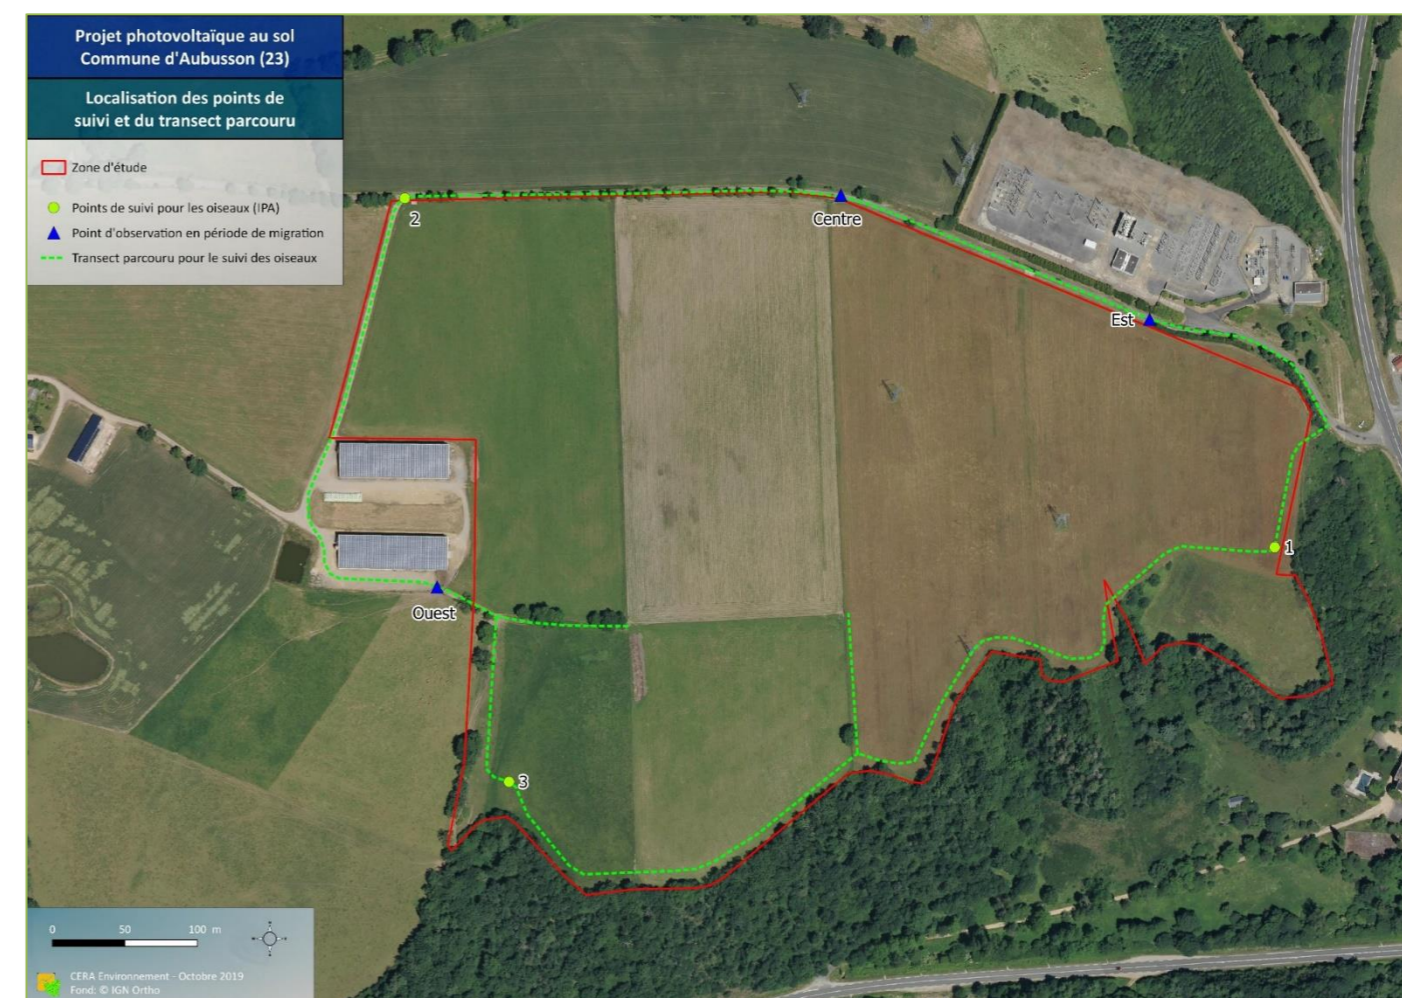 Projet photovoltaïque au sol
Commune d'Aubusson (23)
Localisation des points de
suivi et du transect parcouru
Zone d'étude
Points de suivi pour les oiseaux (IPA)
Point d'observation en période de migration
Transect parcouru pour le suivi des oiseaux
2
Centre
Est
1
Ouest
3
0 50 100 m
CERA Environnement - Octobre 2019
Fond: © IGN Ortho